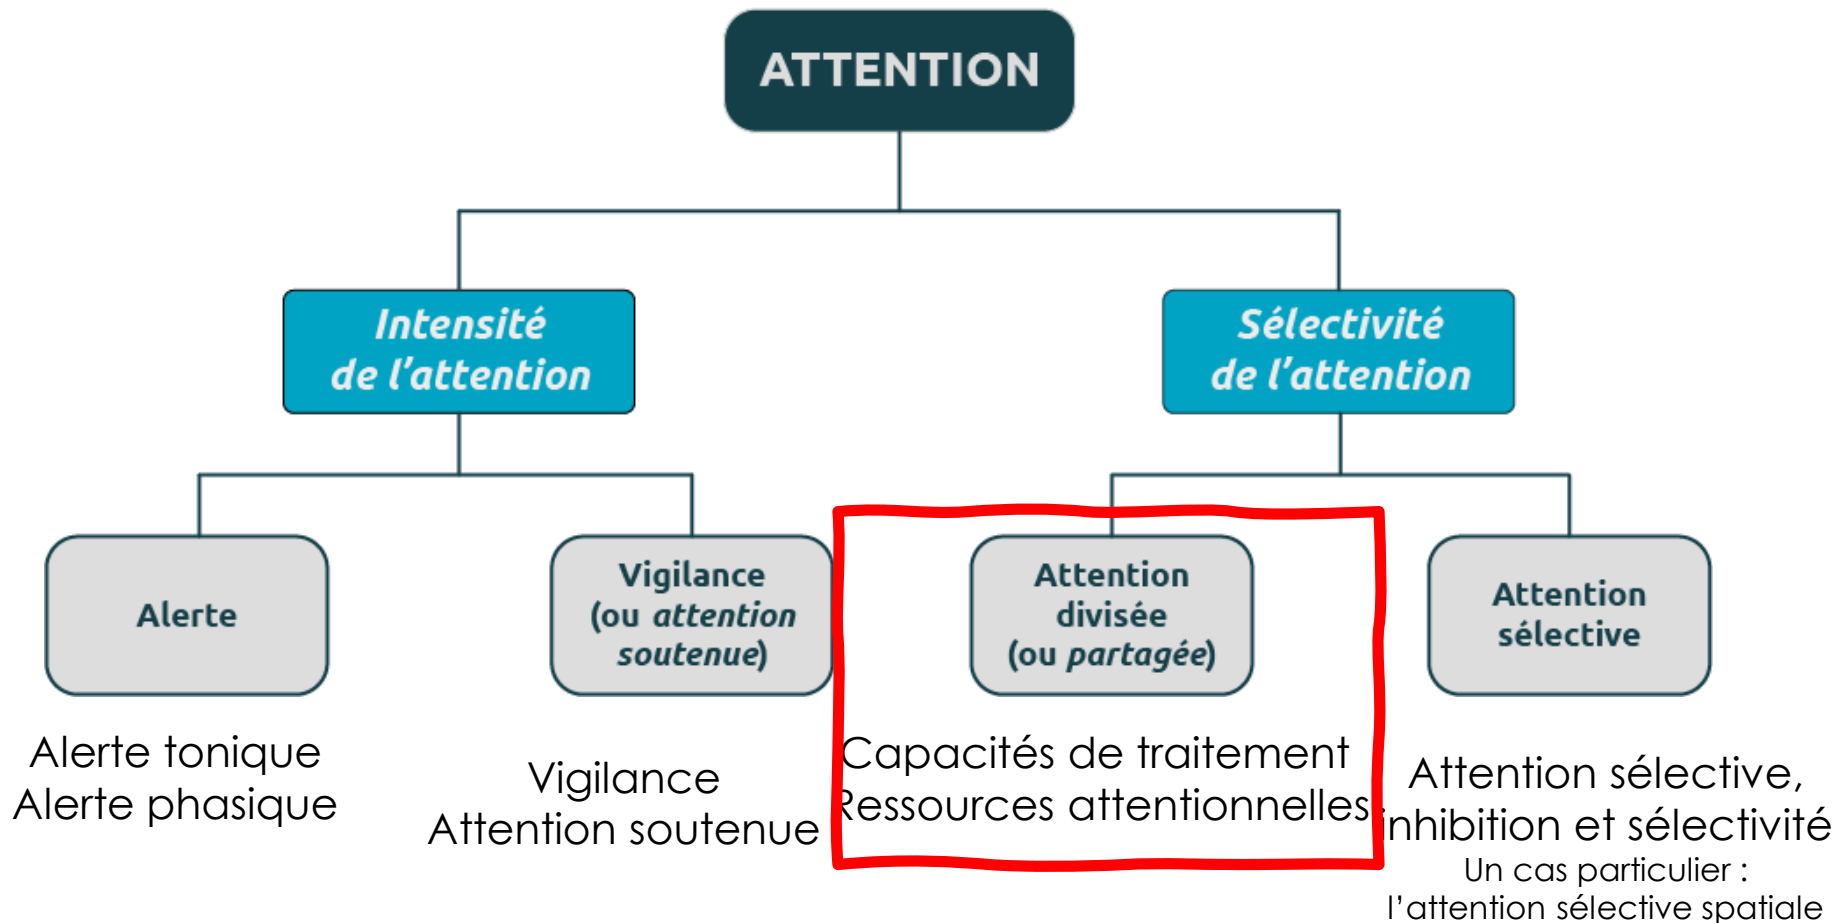 ATTENTION
Intensité
de l'attention
Sélectivité
de l'attention
Alerte
Vigilance
(ou attention
soutenue)
Attention
divisée
(ou partagée)
Attention
sélective
Alerte tonique
Alerte phasique
Vigilance
Attention soutenue
Capacités de traitement
Ressources attentionnelles
Attention sélective,
inhibition et sélectivité
Un cas particulier :
l'attention sélective spatiale